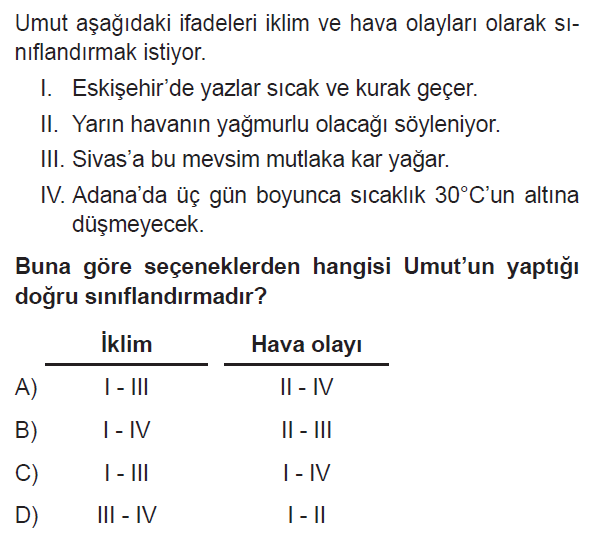 Umut aşağıdaki ifadeleri iklim ve hava olayları olarak sı-
nıflandırmak istiyor.
I. Eskişehir’de yazlar sıcak ve kurak geçer.
II. Yarın havanın yağmurlu olacağı söyleniyor.
III. Sivas’a bu mevsim mutlaka kar yağar.
IV. Adana’da üç gün boyunca sıcaklık 30°C’un altına
düşmeyecek.
Buna göre seçeneklerden hangisi Umut’un yaptığı
doğru sınıflandırmadır?
İklim Hava olayı
A) I - III II - IV
B) I - IV II - III
C) I - III I - IV
D) III - IV I - II